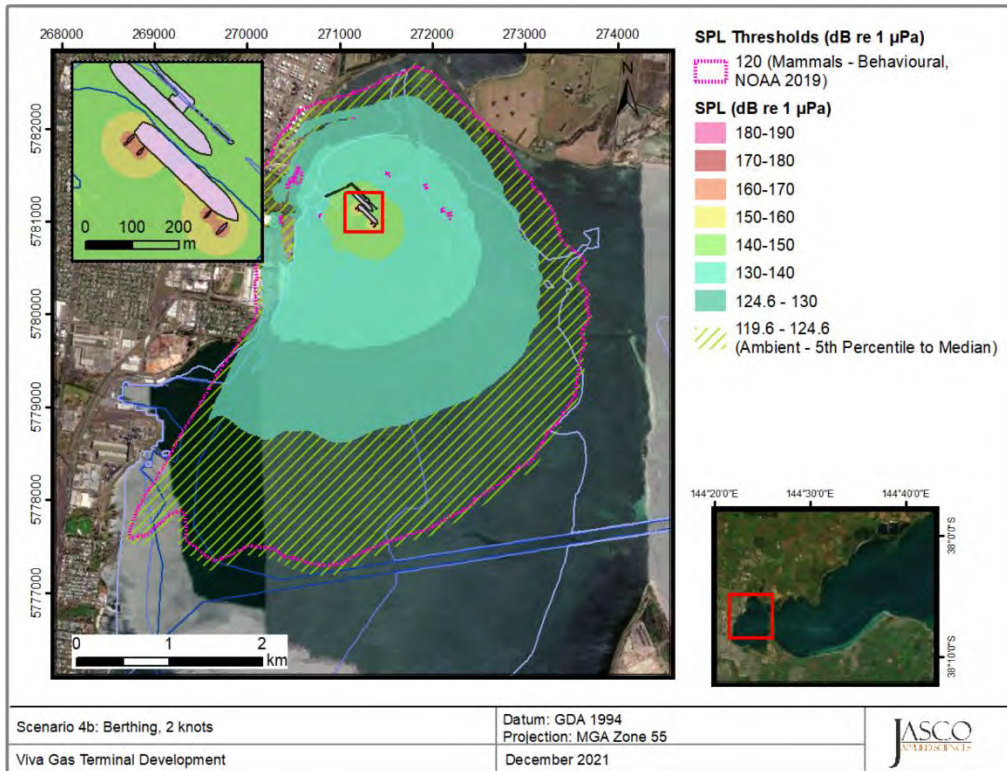 268000 269000 270000 271000 272000 273000 274000
5782000
5781000
5780000
5779000
5778000
5777000
N
0 100 200
m
0 1 2
km
SPL Thresholds (dB re 1 µPa)
120 (Mammals - Behavioural,
NOAA 2019)
SPL (dB re 1 µPa)
180-190
170-180
160-170
150-160
140-150
130-140
124.6 - 130
119.6 - 124.6
(Ambient - 5th Percentile to Median)
144°20'0"E 144°30'0"E 144°40'0"E
38°0'0"S
38°10'0"S
Scenario 4b: Berthing, 2 knots
Datum: GDA 1994
Projection: MGA Zone 55
Viva Gas Terminal Development
December 2021
JASCO
APPLIED SCIENCES